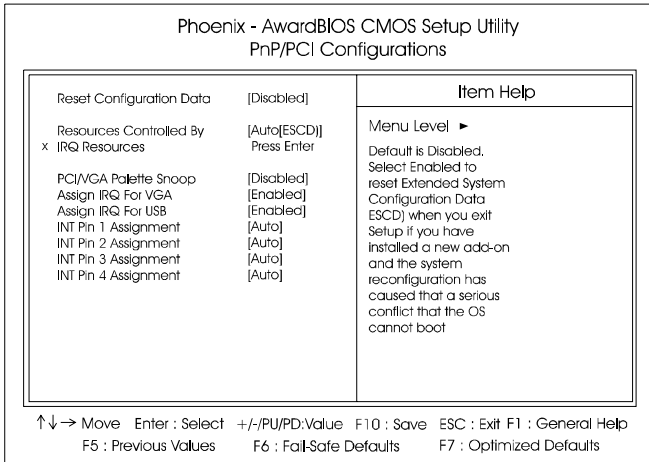 Phoenix - AwardBIOS CMOS Setup Utility
PnP/PCI Configurations
Reset Configuration Data [Disabled]
Resources Controlled By [Auto[ESCD)]
x IRQ Resources Press Enter
PCI/VGA Palette Snoop [Disabled]
Assign IRQ For VGA [Enabled]
Assign IRQ For USB [Enabled]
INT Pin 1 Assignment [Auto]
INT Pin 2 Assignment [Auto]
INT Pin 3 Assignment [Auto]
INT Pin 4 Assignment [Auto]
Item Help
Menu Level ►
Default is Disabled.
Select Enabled to
reset Extended System
Configuration Data
ESCD) when you exit
Setup if you have
installed a new add-on
and the system
reconfiguration has
caused that a serious
conflict that the OS
cannot boot
↑↓→ Move Enter : Select +/-/PU/PD:Value F10 : Save ESC : Exit F1 : General Help
F5 : Previous Values F6 : Fail-Safe Defaults F7 : Optimized Defaults